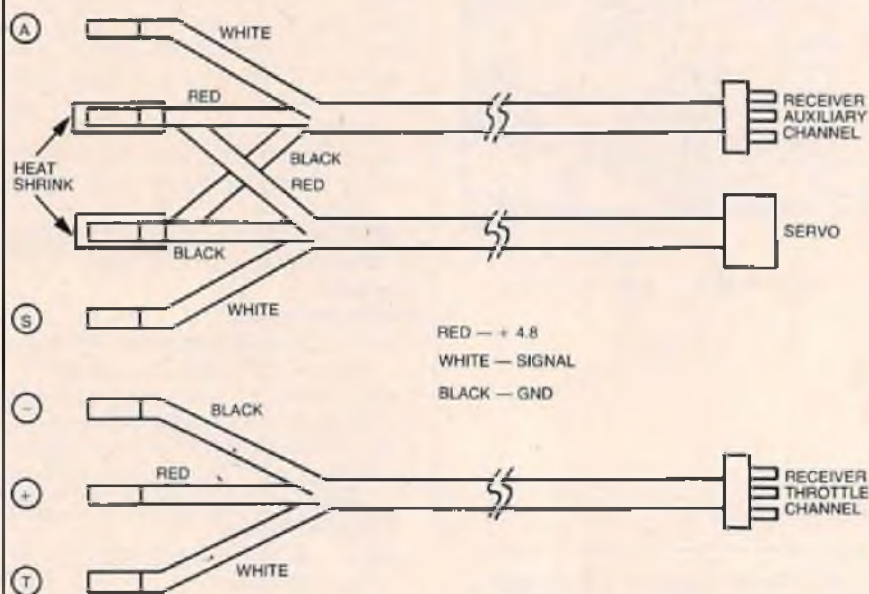 A
WHITE
RED
RECEIVER
AUXILIARY
CHANNEL
HEAT
SHRINK
BLACK
RED
BLACK
SERVO
S
WHITE
RED — + 4.8
WHITE — SIGNAL
BLACK — GND
−
BLACK
+
RED
RECEIVER
THROTTLE
CHANNEL
T
WHITE